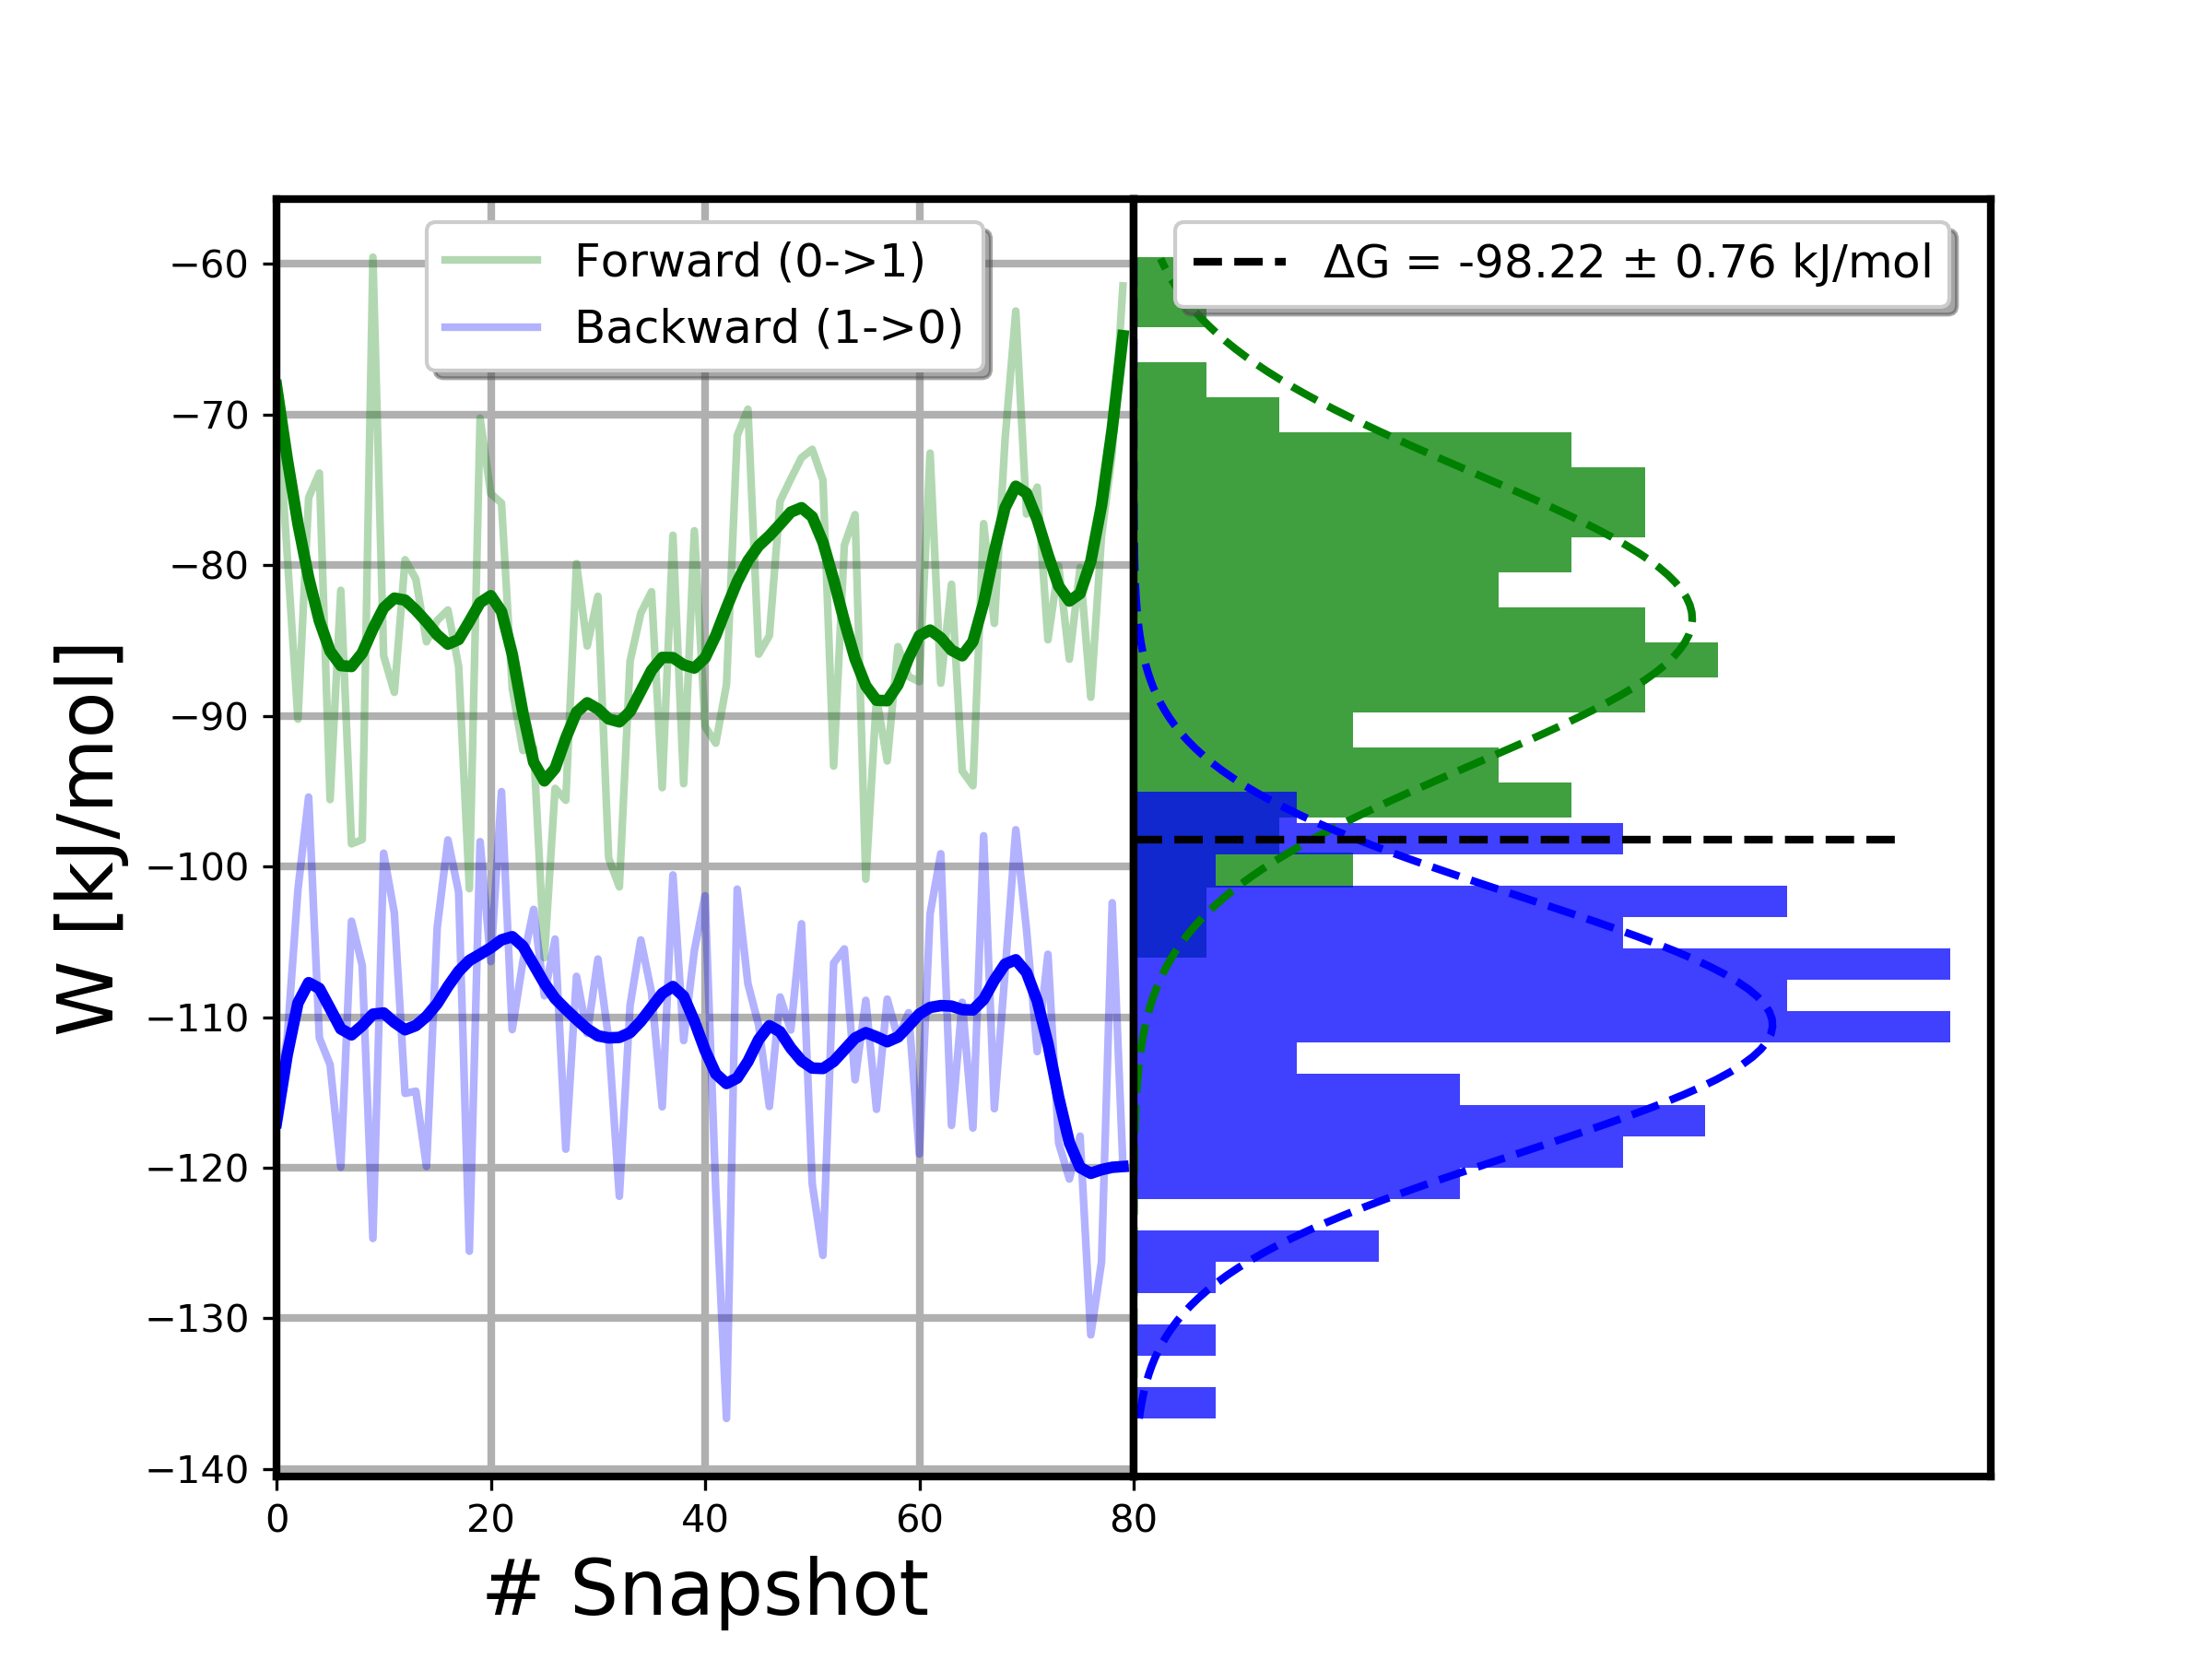 Forward (0->1)
Backward (1->0)
ΔG = -98.22 ± 0.76 kJ/mol
W [kJ/mol]
−60
−70
−80
−90
−100
−110
−120
−130
−140
0 20 40 60 80
# Snapshot